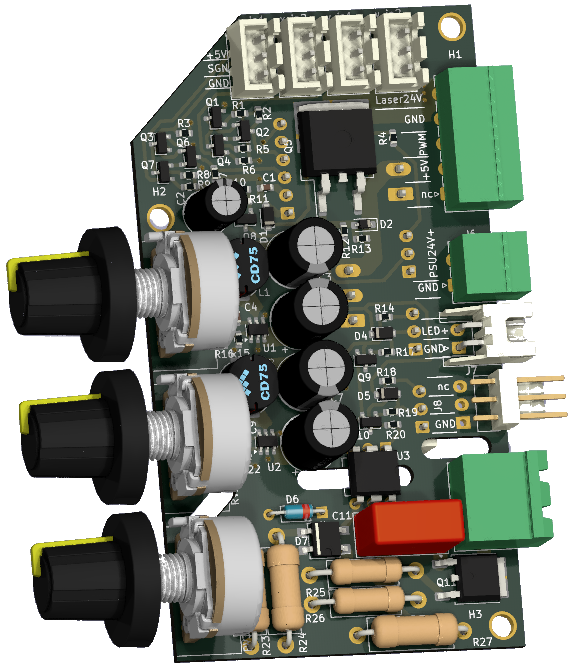 H1
+5V
SGN
GND
Laser24V
GND
PWM
+5V
nc
Q1
R1
R2
Q2
R3
Q3
Q6
Q4
R5
R6
Q7
R8
H2
C2
C1
R11
R4
D2
R13
PSU24V+
GND
CD75
L1
C4
U1
R14
D4
LED+
GND
R16
Q9
R18
D5
J7
nc
J8
GND
R19
R20
CD75
U2
U3
D6
C11
D7
R25
R26
R23
R24
R27
H3